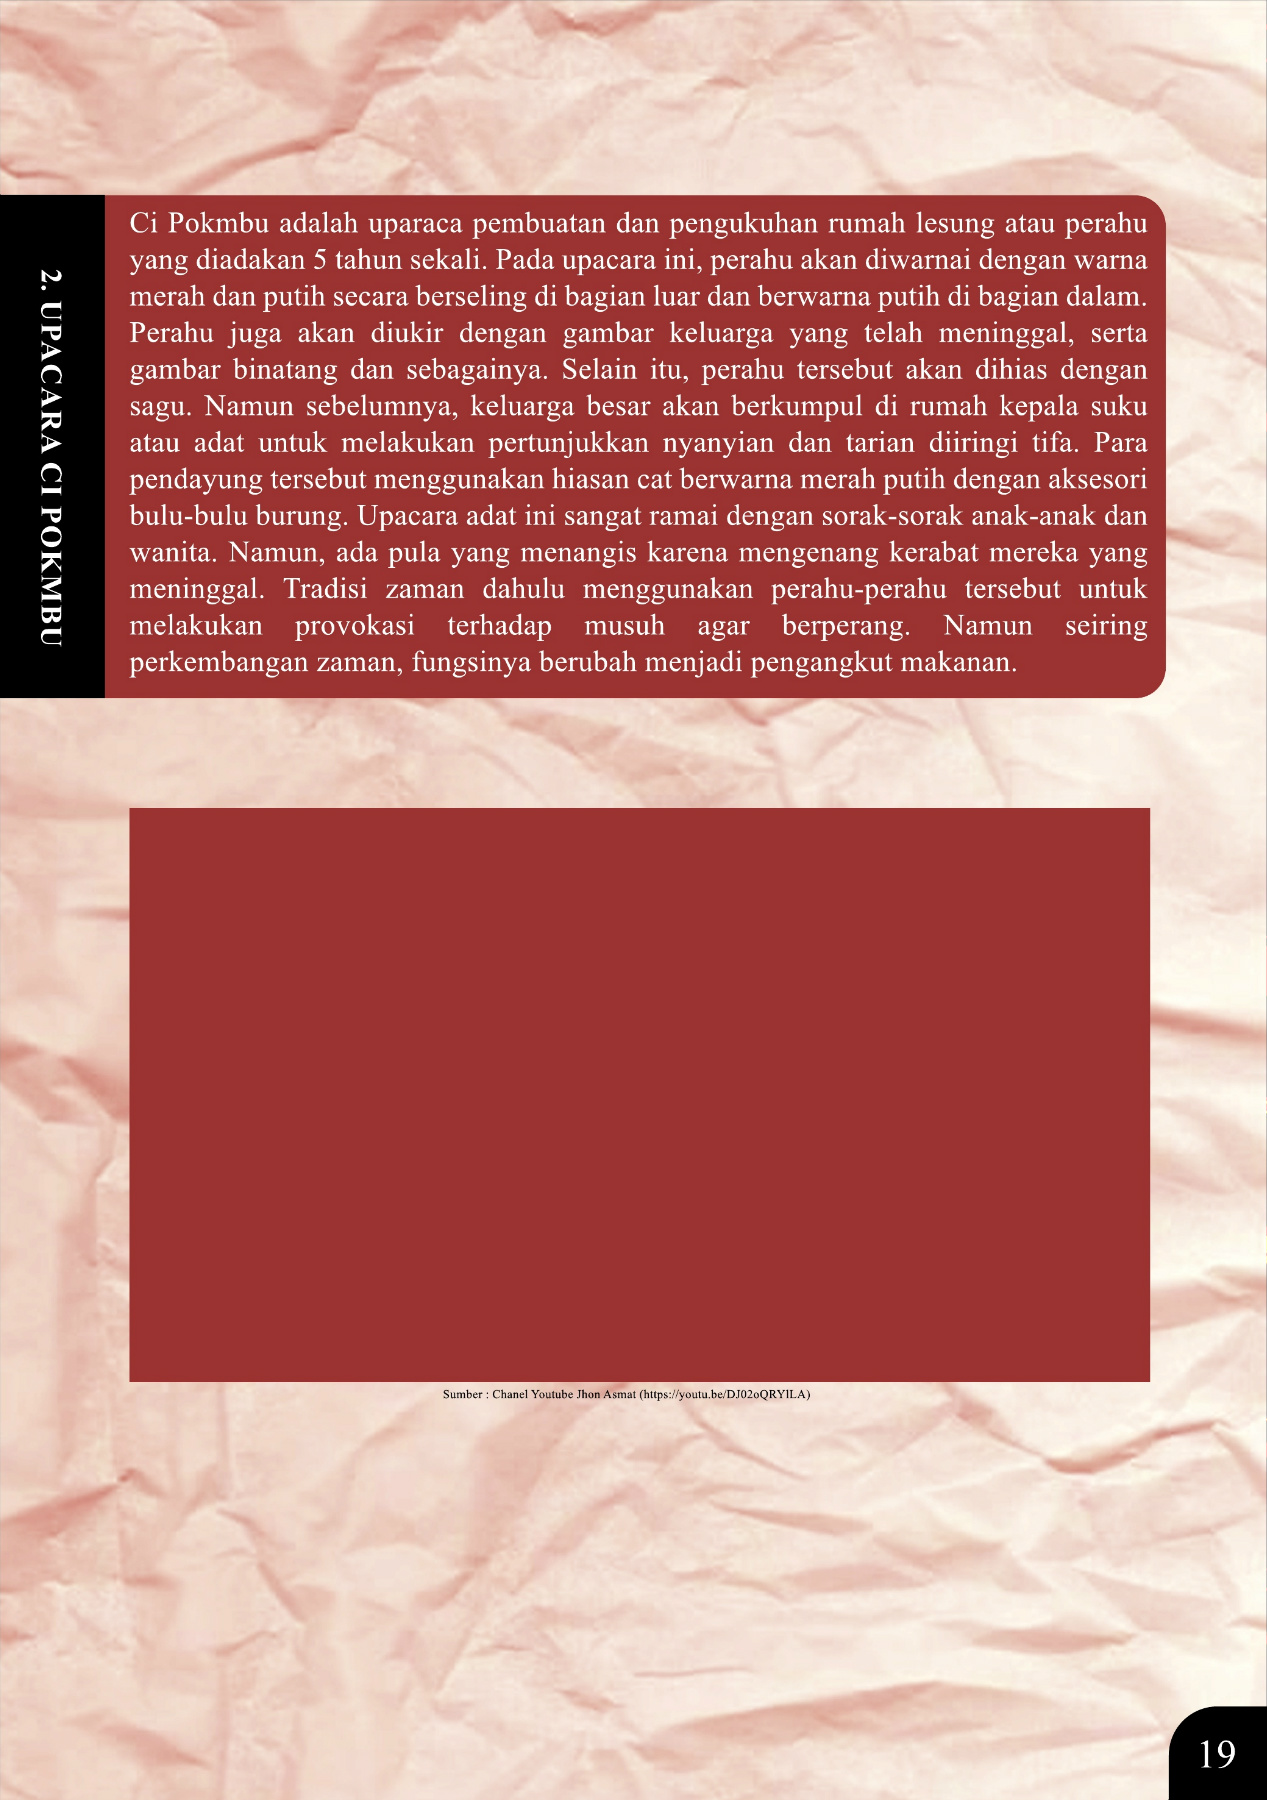 2. UPACARA CI POKMBU
Ci Pokmbu adalah uparaca pembuatan dan pengukuhan rumah lesung atau perahu
yang diadakan 5 tahun sekali. Pada upacara ini, perahu akan diwarnai dengan warna
merah dan putih secara berseling di bagian luar dan berwarna putih di bagian dalam.
Perahu juga akan diukir dengan gambar keluarga yang telah meninggal, serta
gambar binatang dan sebagainya. Selain itu, perahu tersebut akan dihias dengan
sagu. Namun sebelumnya, keluarga besar akan berkumpul di rumah kepala suku
atau adat untuk melakukan pertunjukkan nyanyian dan tarian diiringi tifa. Para
pendayung tersebut menggunakan hiasan cat berwarna merah putih dengan aksesori
bulu-bulu burung. Upacara adat ini sangat ramai dengan sorak-sorak anak-anak dan
wanita. Namun, ada pula yang menangis karena mengenang kerabat mereka yang
meninggal. Tradisi zaman dahulu menggunakan perahu-perahu tersebut untuk
melakukan provokasi terhadap musuh agar berperang. Namun seiring
perkembangan zaman, fungsinya berubah menjadi pengangkut makanan.
Sumber : Chanel Youtube Jhon Asmat (https://youtu.be/DJ02oQRYlLA)
19